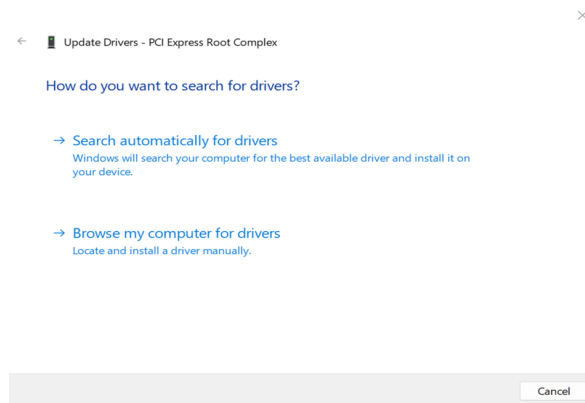 Update Drivers - PCI Express Root Complex
How do you want to search for drivers?
Search automatically for drivers
Windows will search your computer for the best available driver and install it on
your device.
Browse my computer for drivers
Locate and install a driver manually.
Cancel